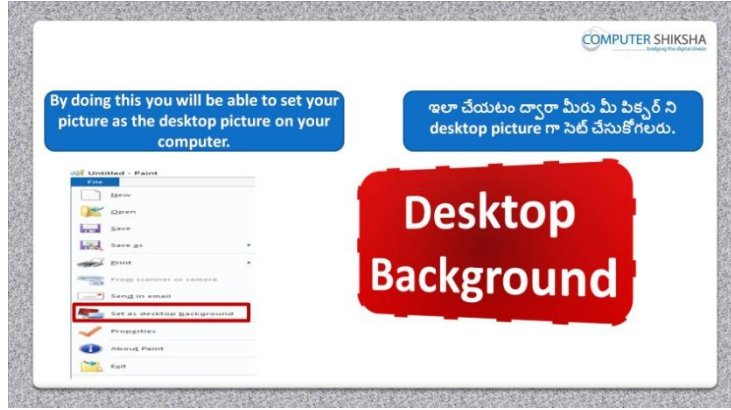 COMPUTER SHIKSHA
Bridging the digital divide
By doing this you will be able to set your
picture as the desktop picture on your
computer.
ఇలా చేయటం ద్వారా మీరు మీ పిక్చర్ ని
desktop picture గా సెట్ చేసుకోగలరు.
Untitled - Paint
File
New
Open
Save
Save as
Print
From scanner or camera
Send in email
Set as desktop background
Properties
About Paint
Exit
Desktop
Background